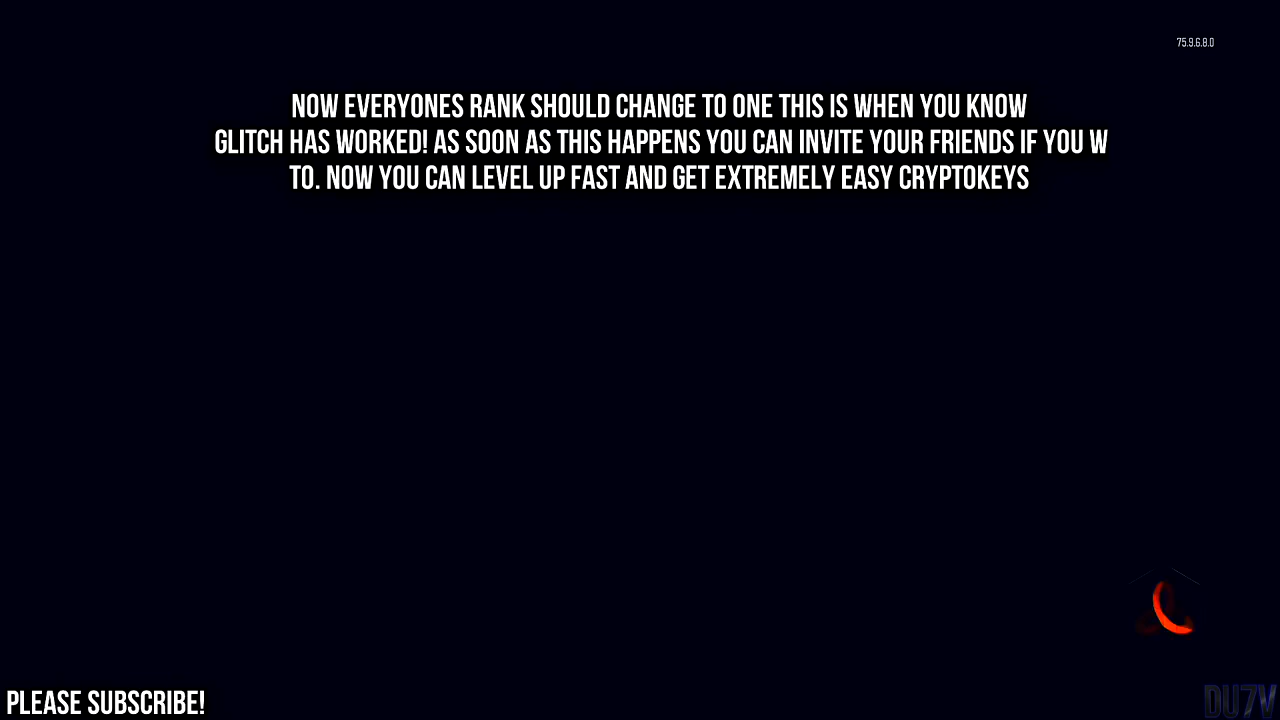 75.9.6.8.0
NOW EVERYONES RANK SHOULD CHANGE TO ONE THIS IS WHEN YOU KNOW
GLITCH HAS WORKED! AS SOON AS THIS HAPPENS YOU CAN INVITE YOUR FRIENDS IF YOU W
TO. NOW YOU CAN LEVEL UP FAST AND GET EXTREMELY EASY CRYPTOKEYS
PLEASE SUBSCRIBE!
DU7V